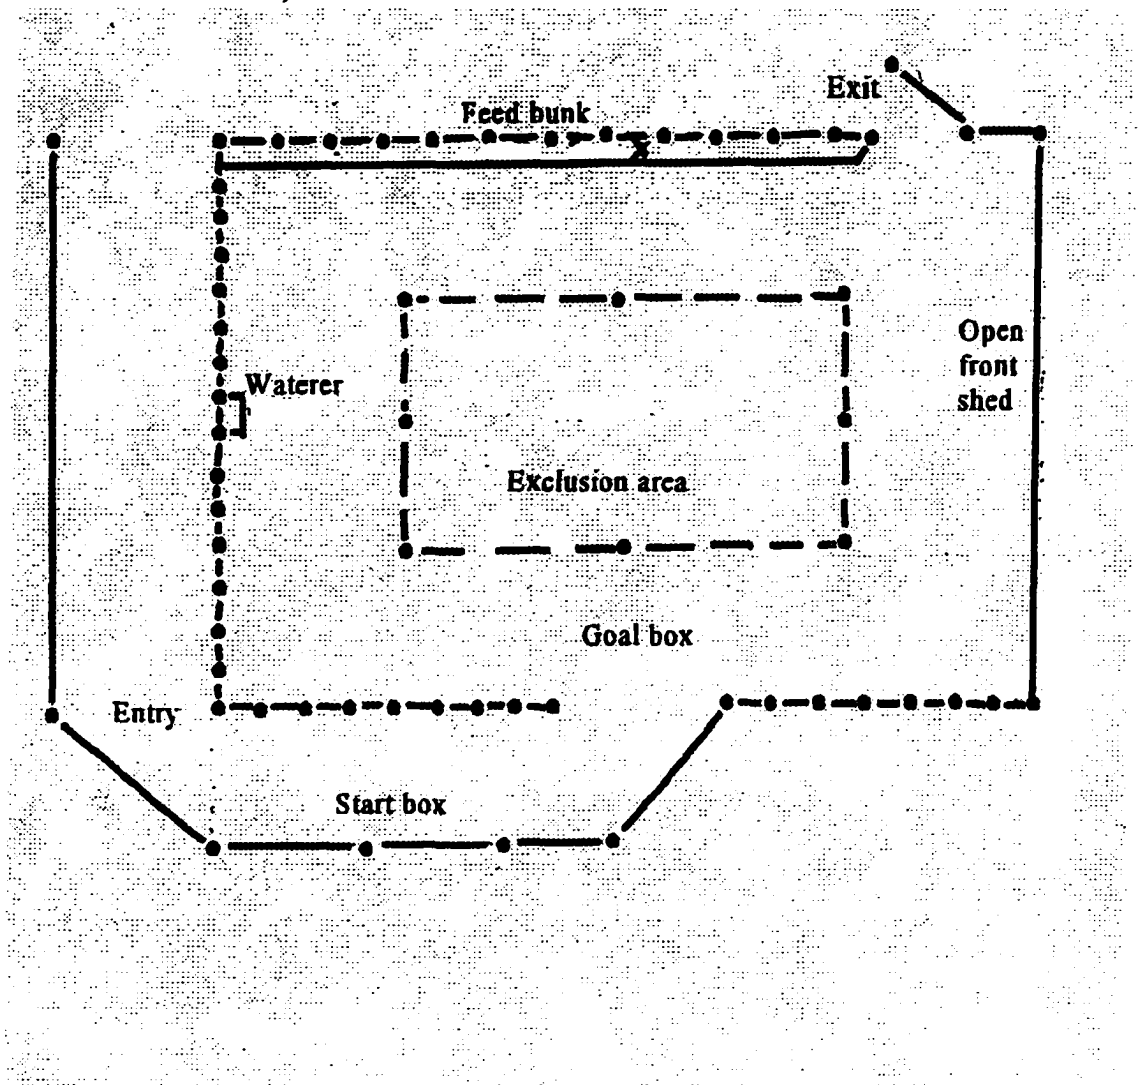 Exit
Feed bunk
x
Open
front
shed
Waterer
Exclusion area
Goal box
Entry
Start box